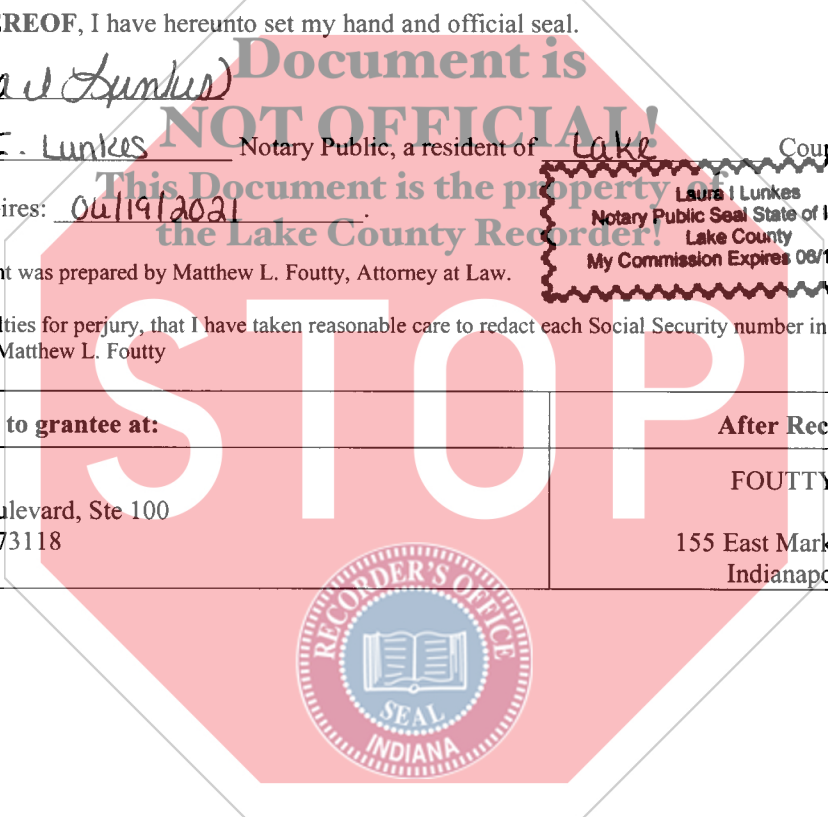 EREOF, I have hereunto set my hand and official seal.
Lunkes
Document is
NOT OFFICIAL!
This Document is the property of
the Lake County Recorder!
Lunkes Notary Public, a resident of Lake Cou
ires: 06/19/2021.
Laura I Lunkes
Notary Public Seal State of I
Lake County
My Commission Expires 06/1
nt was prepared by Matthew L. Foutty, Attorney at Law.
lties for perjury, that I have taken reasonable care to redact each Social Security number in
Matthew L. Foutty
STOP
to grantee at:
After Rec
FOUTTY
ulevard, Ste 100
73118
155 East Mark
Indianapo
RECORDER'S OFFICE
SEAL
INDIANA